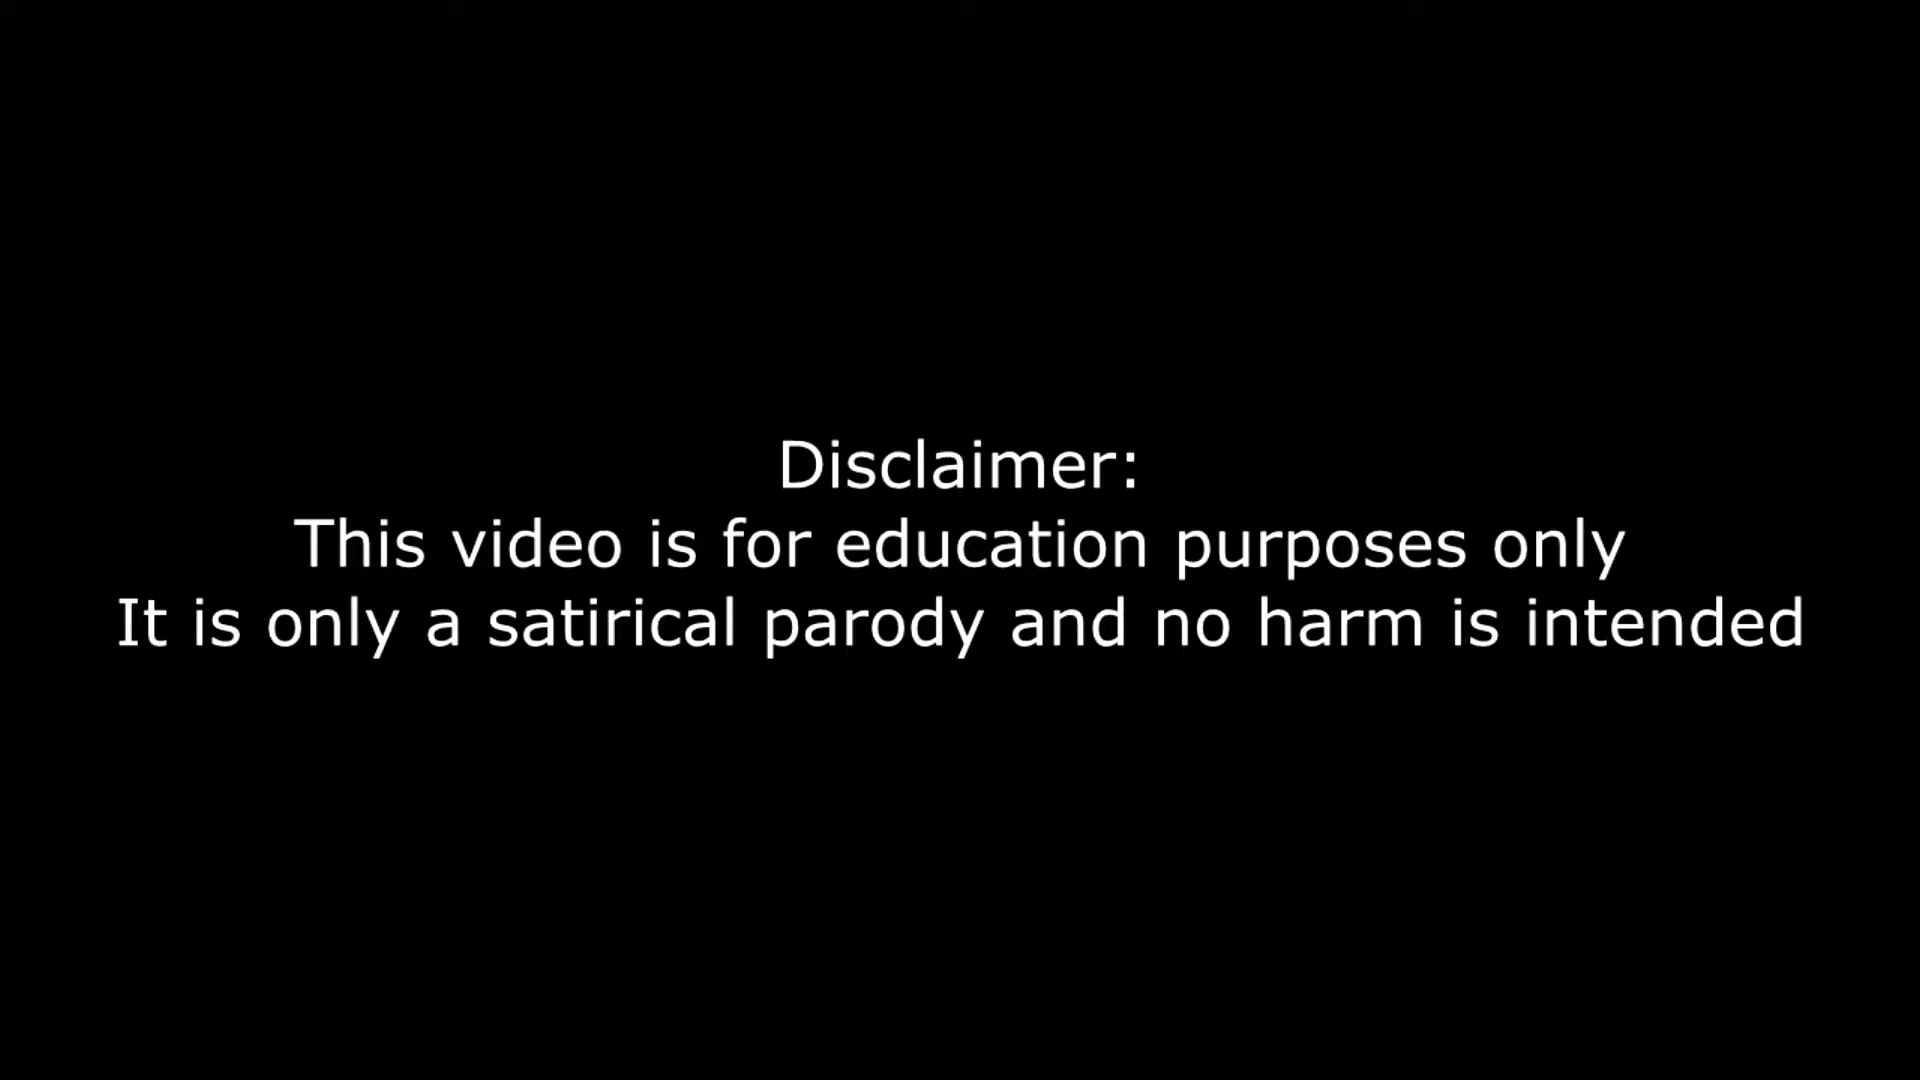 Disclaimer:
This video is for education purposes only
It is only a satirical parody and no harm is intended